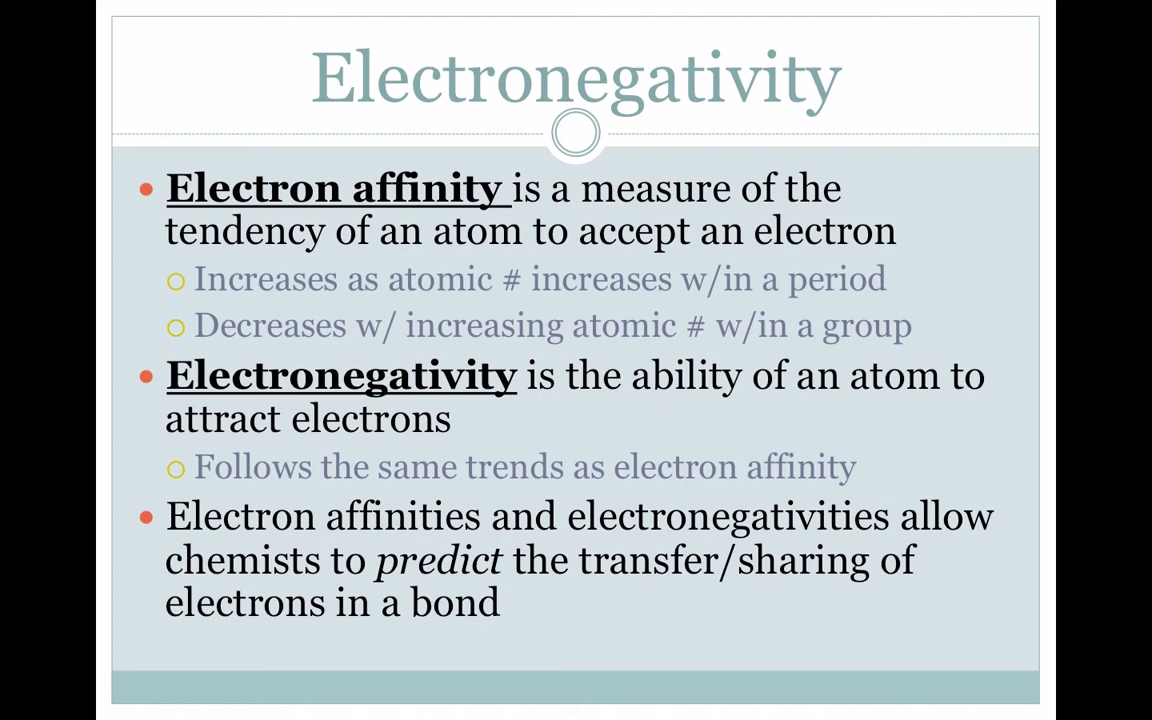 Electronegativity
• Electron affinity is a measure of the
tendency of an atom to accept an electron
○ Increases as atomic # increases w/in a period
○ Decreases w/ increasing atomic # w/in a group
• Electronegativity is the ability of an atom to
attract electrons
○ Follows the same trends as electron affinity
• Electron affinities and electronegativities allow
chemists to predict the transfer/sharing of
electrons in a bond